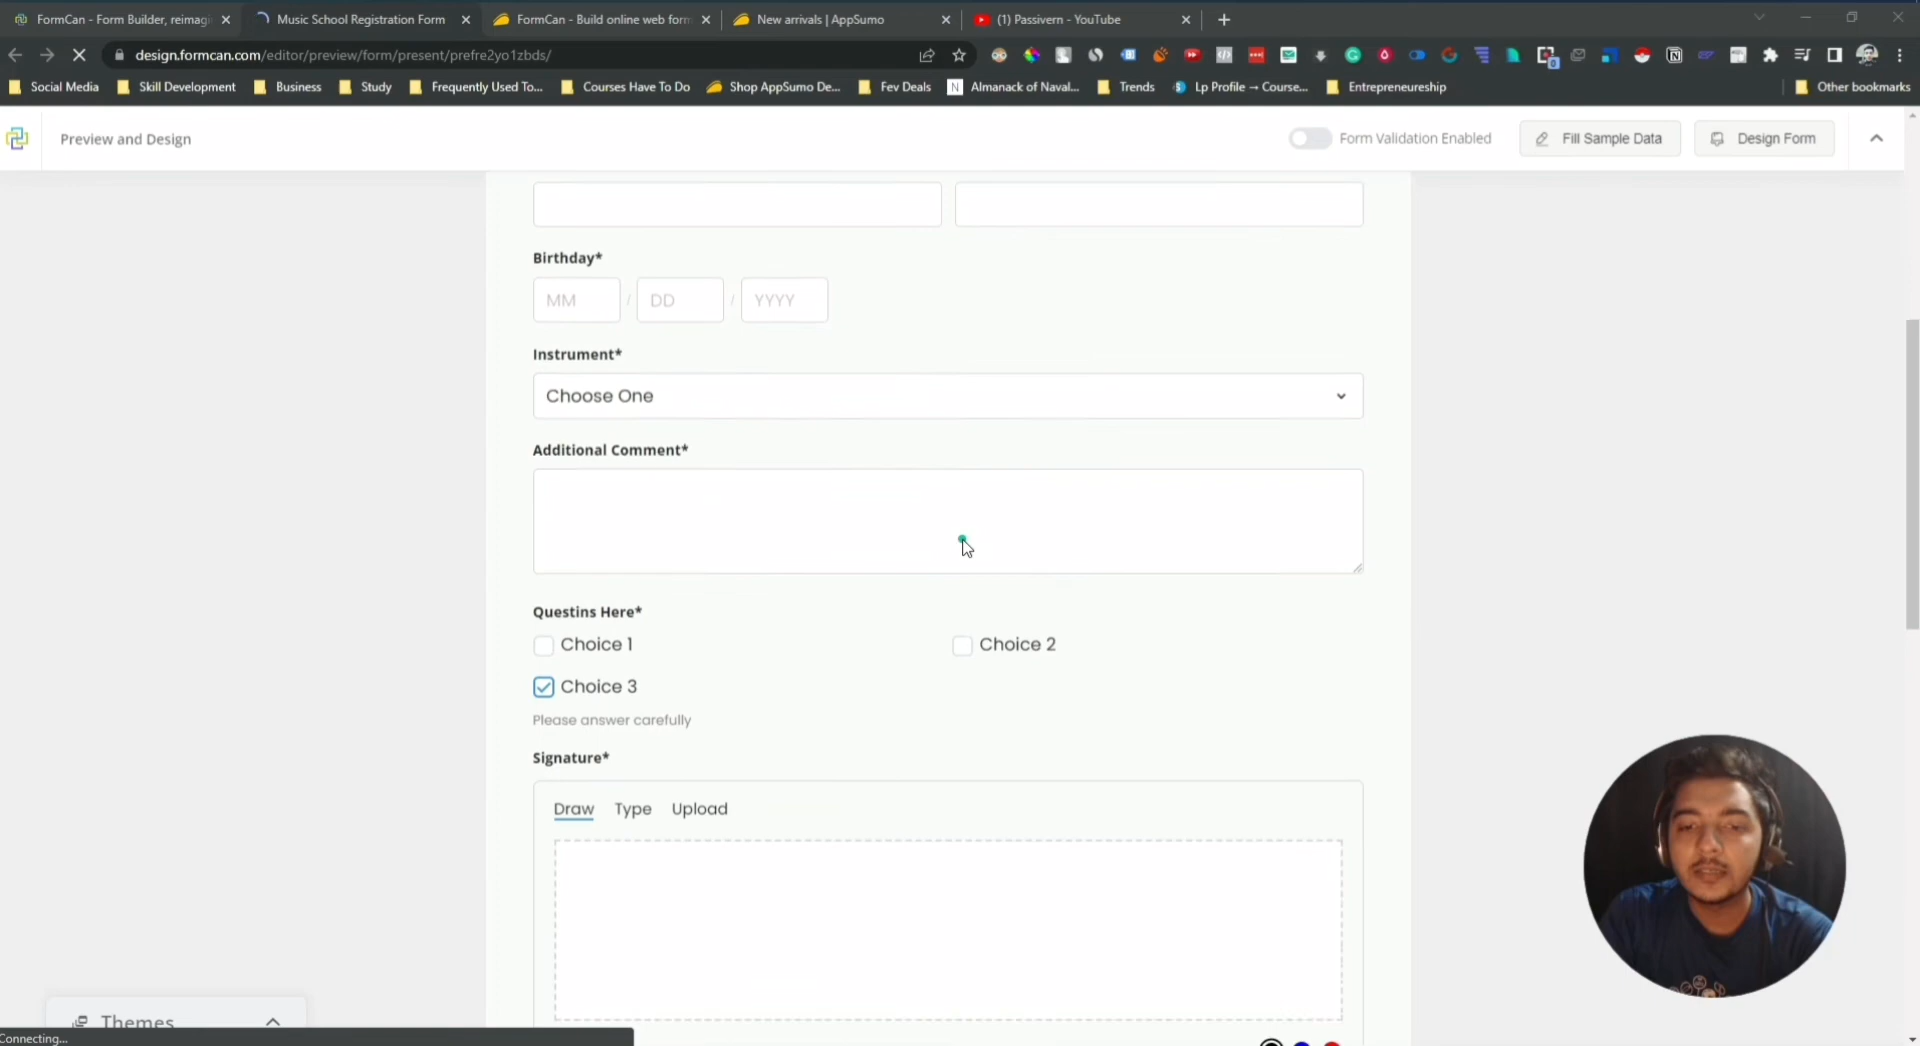 FormCan - Form Builder, reimagi
Music School Registration Form
FormCan - Build online web form
New arrivals | AppSumo
(1) Passivern - YouTube
design.formcan.com/editor/preview/form/present/prefre2yo1zbds/
Social Media
Skill Development
Business
Study
Frequently Used To...
Courses Have To Do
Shop AppSumo De...
Fev Deals
Almanack of Naval...
Trends
Lp Profile → Course...
Entrepreneureship
Other bookmarks
Preview and Design
Form Validation Enabled
Fill Sample Data
Design Form
Birthday*
MM / DD / YYYY
Instrument*
Choose One
Additional Comment*
Questins Here*
Choice 1
Choice 2
Choice 3
Please answer carefully
Signature*
Draw Type Upload
Themes
Connecting...